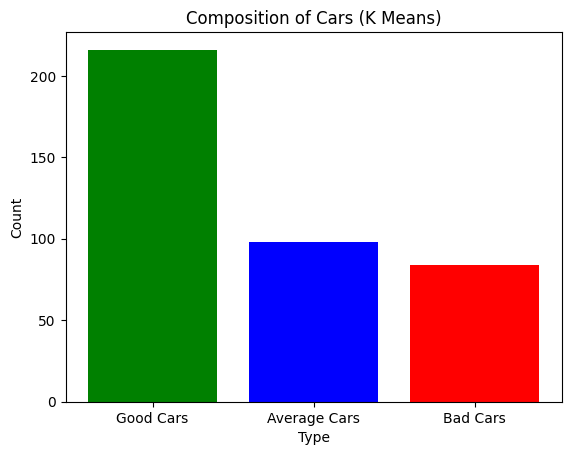 Composition of Cars (K Means)
200
150
100
50
0
Count
Good Cars Average Cars Bad Cars
Type